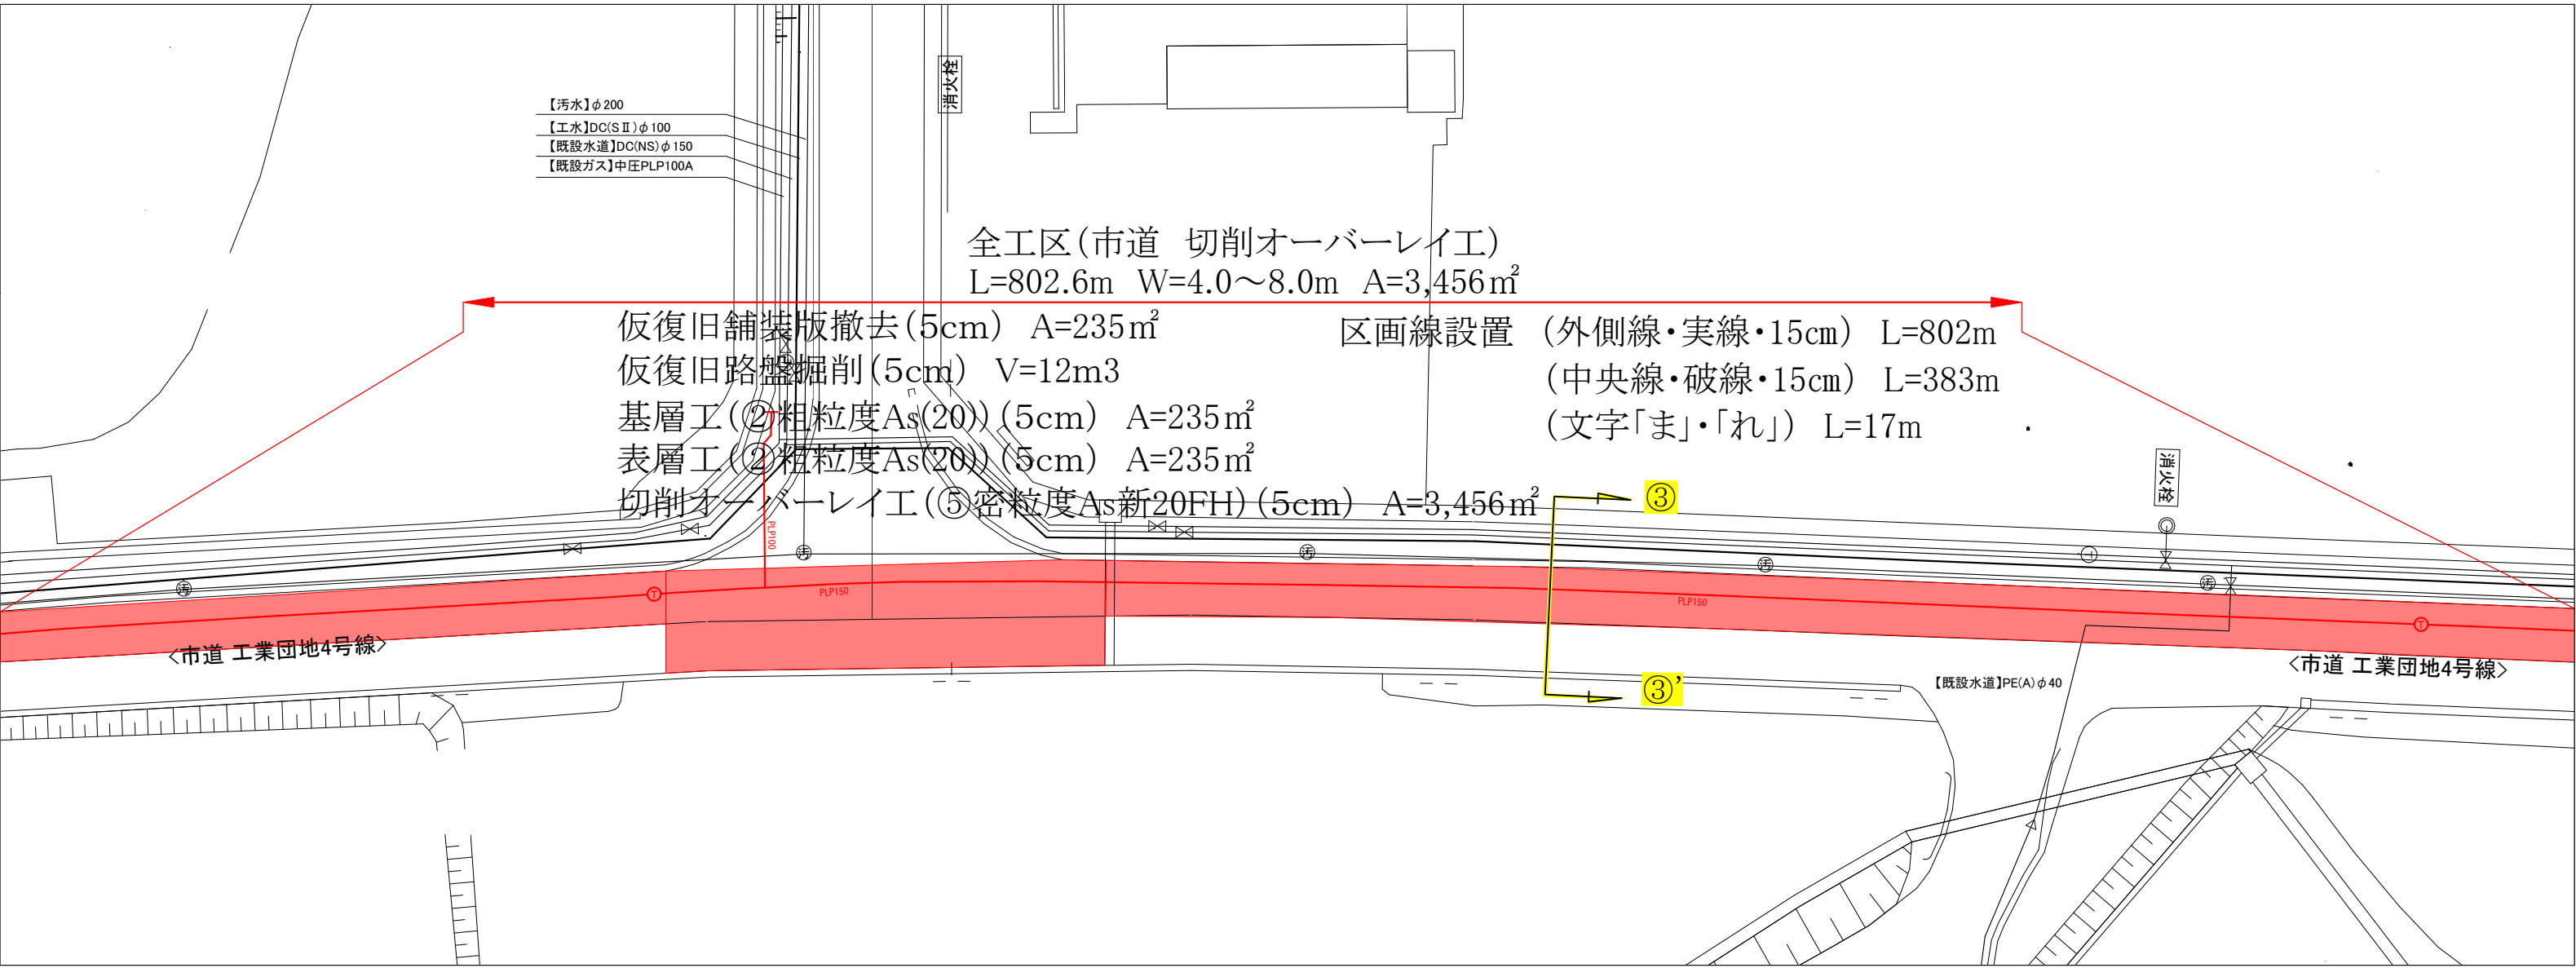 消火栓
【汚水】φ200
【工水】DC(SⅡ)φ100
【既設水道】DC(NS)φ150
【既設ガス】中圧PLP100A
全工区(市道　切削オーバーレイ工)
L=802.6m W=4.0～8.0m A=3,456㎡
仮復旧舗装版撤去(5cm) A=235㎡
仮復旧路盤掘削(5cm) V=12m3
基層工(②粗粒度As(20))(5cm) A=235㎡
表層工(②粗粒度As(20))(5cm) A=235㎡
切削オーバーレイ工(⑤密粒度As新20FH)(5cm) A=3,456㎡
区画線設置 (外側線・実線・15cm) L=802m
(中央線・破線・15cm) L=383m
(文字「ま」・「れ」) L=17m
消火栓
③
PLP100
汚
汚
汚
汚
汚
T
PLP150
PLP150
T
<市道 工業団地4号線>
③’
【既設水道】PE(A)φ40
<市道 工業団地4号線>